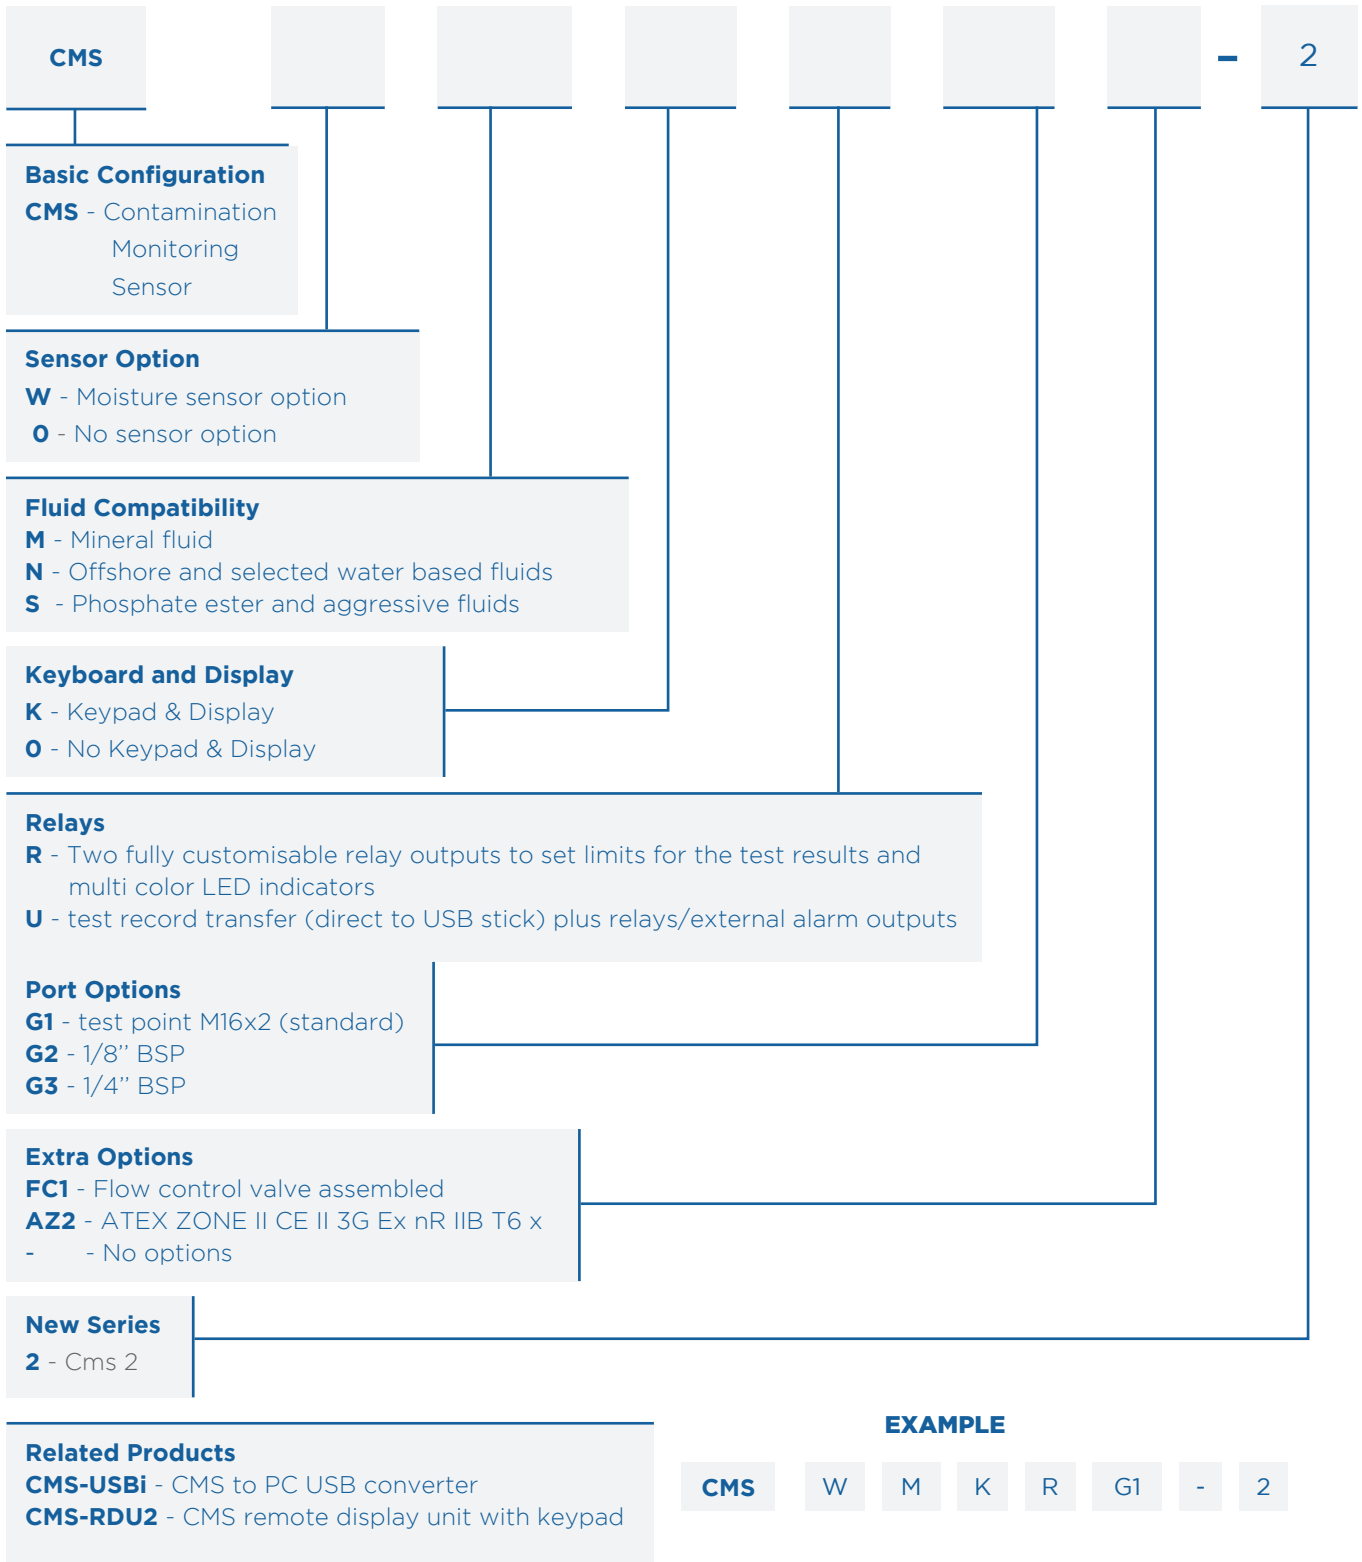 CMS – 2
Basic Configuration
CMS - Contamination
Monitoring
Sensor
Sensor Option
W - Moisture sensor option
0 - No sensor option
Fluid Compatibility
M - Mineral fluid
N - Offshore and selected water based fluids
S - Phosphate ester and aggressive fluids
Keyboard and Display
K - Keypad & Display
0 - No Keypad & Display
Relays
R - Two fully customisable relay outputs to set limits for the test results and
multi color LED indicators
U - test record transfer (direct to USB stick) plus relays/external alarm outputs
Port Options
G1 - test point M16x2 (standard)
G2 - 1/8’’ BSP
G3 - 1/4’’ BSP
Extra Options
FC1 - Flow control valve assembled
AZ2 - ATEX ZONE II CE II 3G Ex nR IIB T6 x
- - No options
New Series
2 - Cms 2
Related Products
CMS-USBi - CMS to PC USB converter
CMS-RDU2 - CMS remote display unit with keypad
EXAMPLE
CMS W M K R G1 - 2